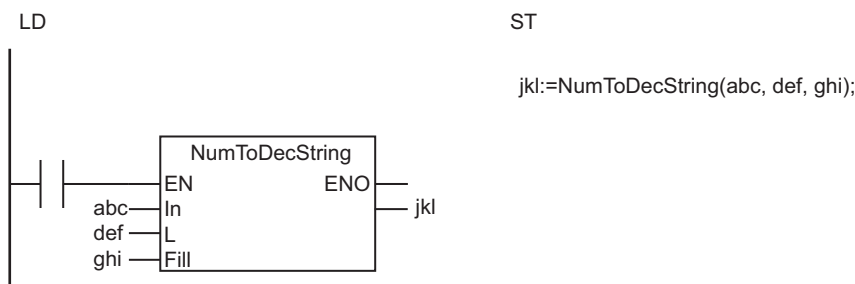 LD
ST
jkl:=NumToDecString(abc, def, ghi);
NumToDecString
EN ENO
abc In jkl
def L
ghi Fill